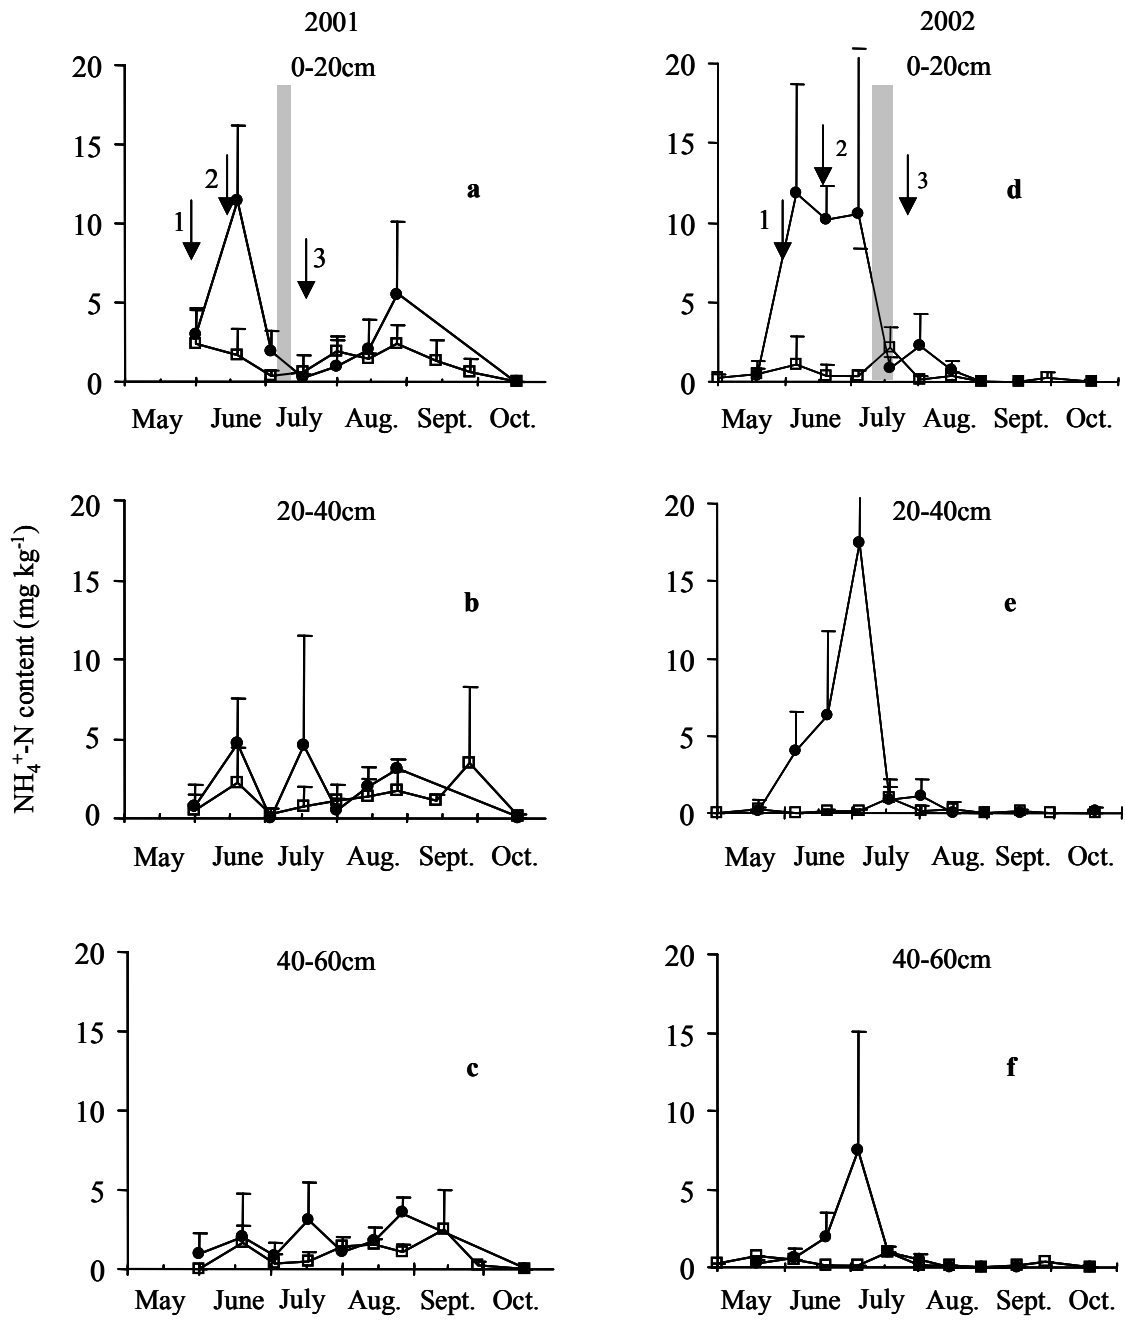 2001
2002
0-20cm
0-20cm
20
15
10
5
0
1
2
3
a
May June July Aug. Sept. Oct.
20
15
10
5
0
1
2
3
d
May June July Aug. Sept. Oct.
NH₄⁺-N content (mg kg⁻¹)
20-40cm
20
15
10
5
0
b
May June July Aug. Sept. Oct.
20-40cm
20
15
10
5
0
e
May June July Aug. Sept. Oct.
40-60cm
20
15
10
5
0
c
May June July Aug. Sept. Oct.
40-60cm
20
15
10
5
0
f
May June July Aug. Sept. Oct.